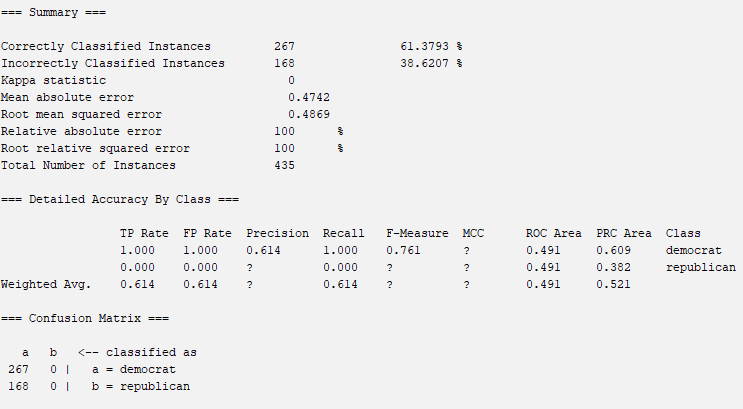 === Summary ===
Correctly Classified Instances 267 61.3793 %
Incorrectly Classified Instances 168 38.6207 %
Kappa statistic 0
Mean absolute error 0.4742
Root mean squared error 0.4869
Relative absolute error 100 %
Root relative squared error 100 %
Total Number of Instances 435
=== Detailed Accuracy By Class ===
TP Rate FP Rate Precision Recall F-Measure MCC ROC Area PRC Area Class
1.000 1.000 0.614 1.000 0.761 ? 0.491 0.609 democrat
0.000 0.000 ? 0.000 ? ? 0.491 0.382 republican
Weighted Avg. 0.614 0.614 ? 0.614 ? ? 0.491 0.521
=== Confusion Matrix ===
a b <-- classified as
267 0 | a = democrat
168 0 | b = republican